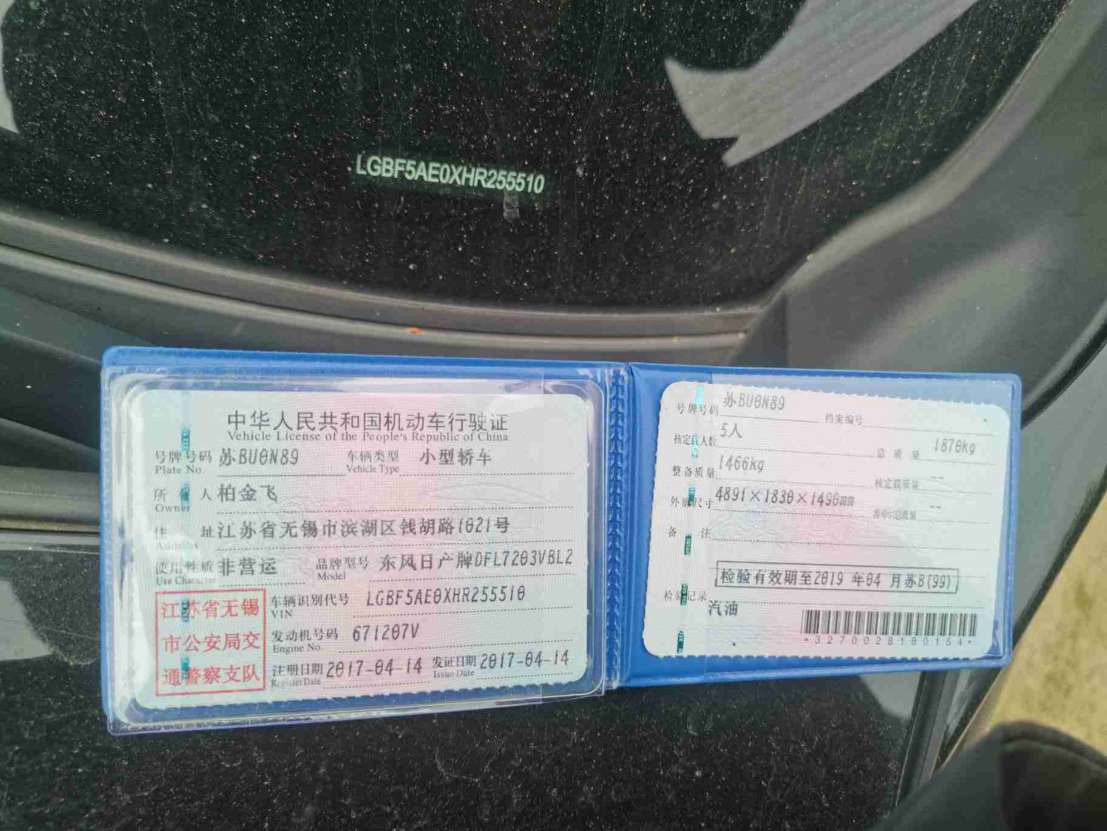 LGBF5AE0XHR255510
中华人民共和国机动车行驶证
Vehicle License of the People's Republic of China
号牌号码 苏BU0N89 车辆类型 小型轿车
Plate No. Vehicle Type
所有人 柏金飞
Owner
住址 江苏省无锡市滨湖区钱胡路1021号
Address
使用性质 非营运 品牌型号 东风日产牌DFL7203VBL2
Use Character Model
江苏省无锡
市公安局交
通警察支队
车辆识别代号 LGBF5AE0XHR255510
VIN
发动机号码 671207V
Engine No.
注册日期 2017-04-14 发证日期 2017-04-14
Register Date Issue Date
号牌号码 苏BU0N89 档案编号
核定载人数 5人 总质量 1870kg
整备质量 1466kg 核定载质量 --
外廓尺寸 4891×1830×1490mm 准牵引总质量 --
备注
检验有效期至2019年04月苏B(99)
检验记录
汽油
*3270028180154*